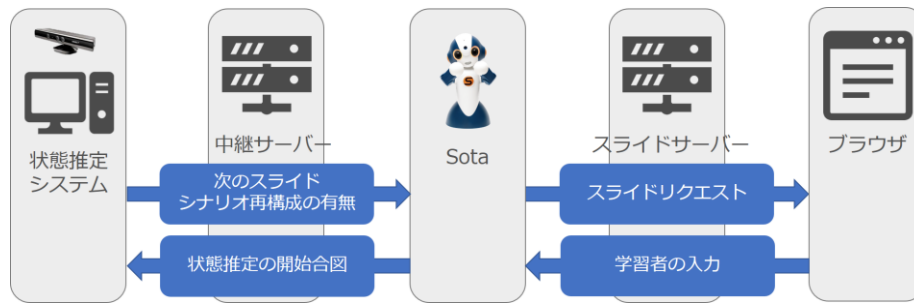 状態推定
システム
中継サーバー
Sota
スライドサーバー
ブラウザ
次のスライド
シナリオ再構成の有無
スライドリクエスト
状態推定の開始合図
学習者の入力
S